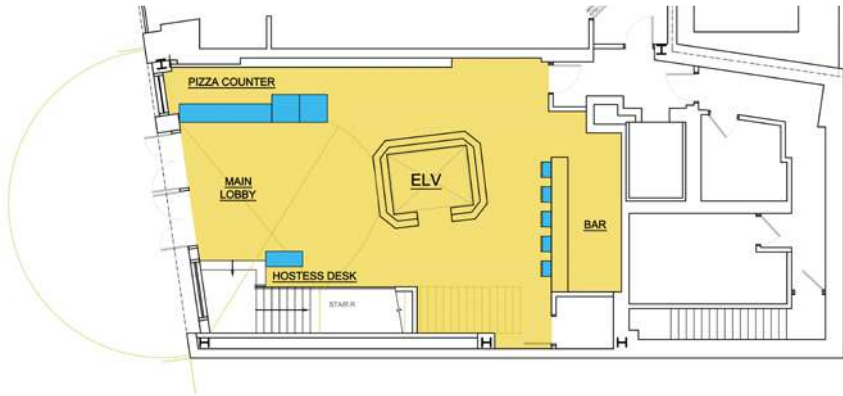 PIZZA COUNTER
MAIN
LOBBY
ELV
BAR
HOSTESS DESK
STAIR R